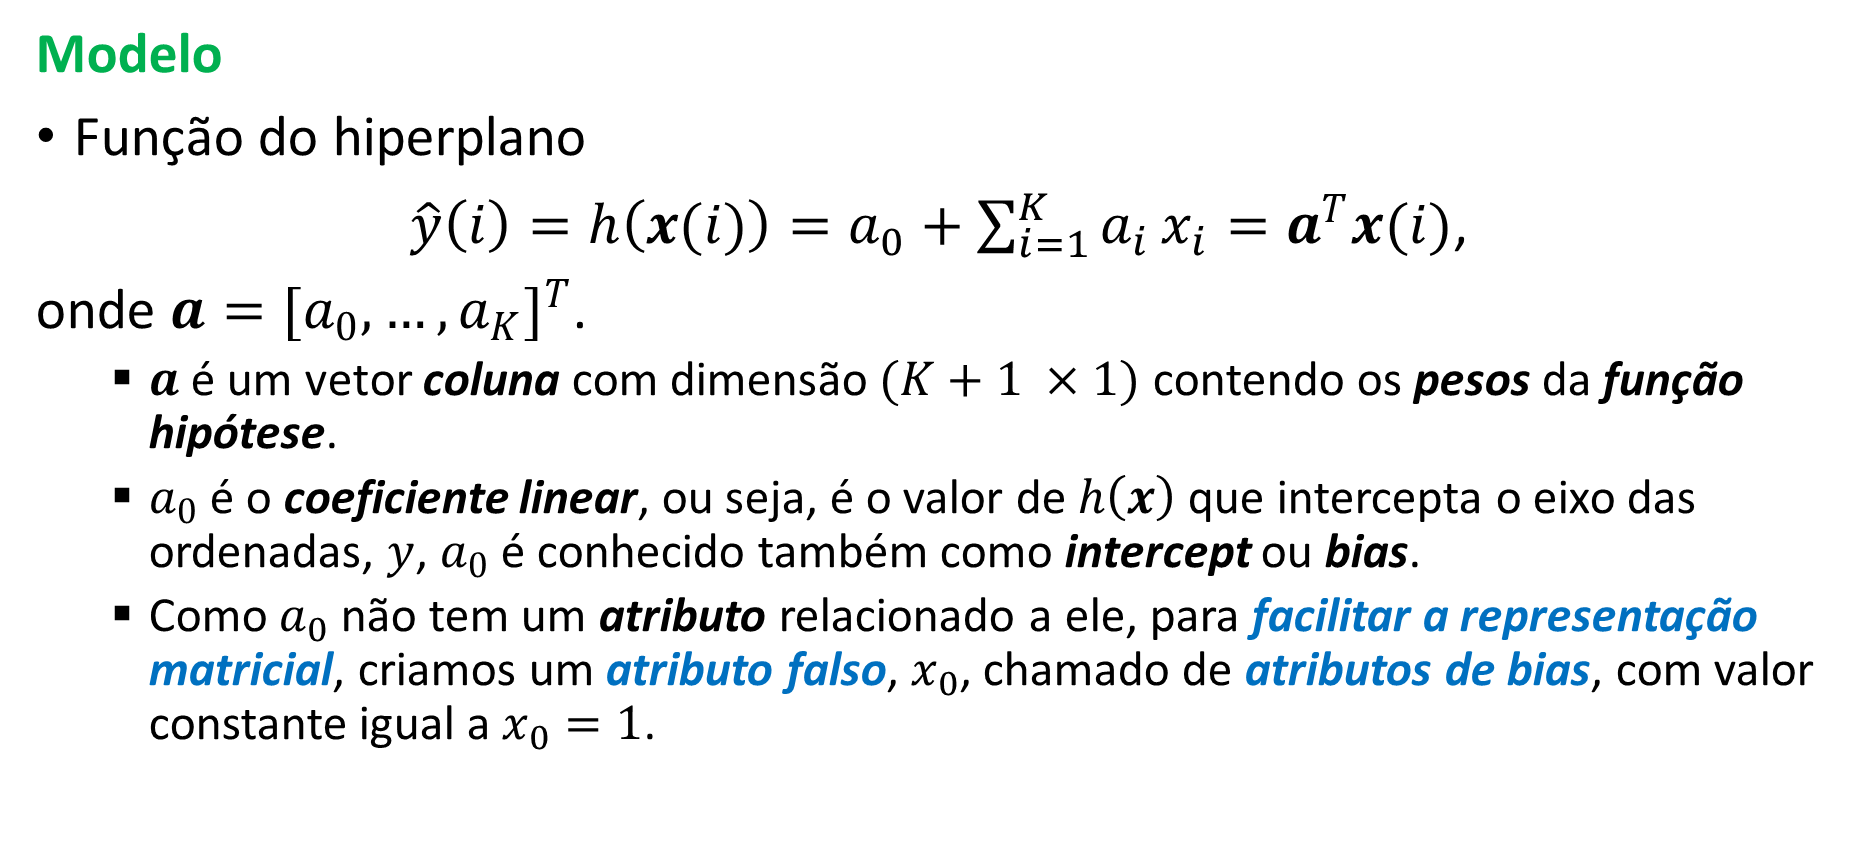 Modelo
• Função do hiperplano
ŷ(i) = h(x(i)) = a₀ + ∑ᵢ₌₁ᴷ aᵢ xᵢ = aᵀx(i),
onde a = [a₀, … , a_K]ᵀ.
▪ a é um vetor coluna com dimensão (K + 1 × 1) contendo os pesos da função
hipótese.
▪ a₀ é o coeficiente linear, ou seja, é o valor de h(x) que intercepta o eixo das
ordenadas, y, a₀ é conhecido também como intercept ou bias.
▪ Como a₀ não tem um atributo relacionado a ele, para facilitar a representação
matricial, criamos um atributo falso, x₀, chamado de atributos de bias, com valor
constante igual a x₀ = 1.